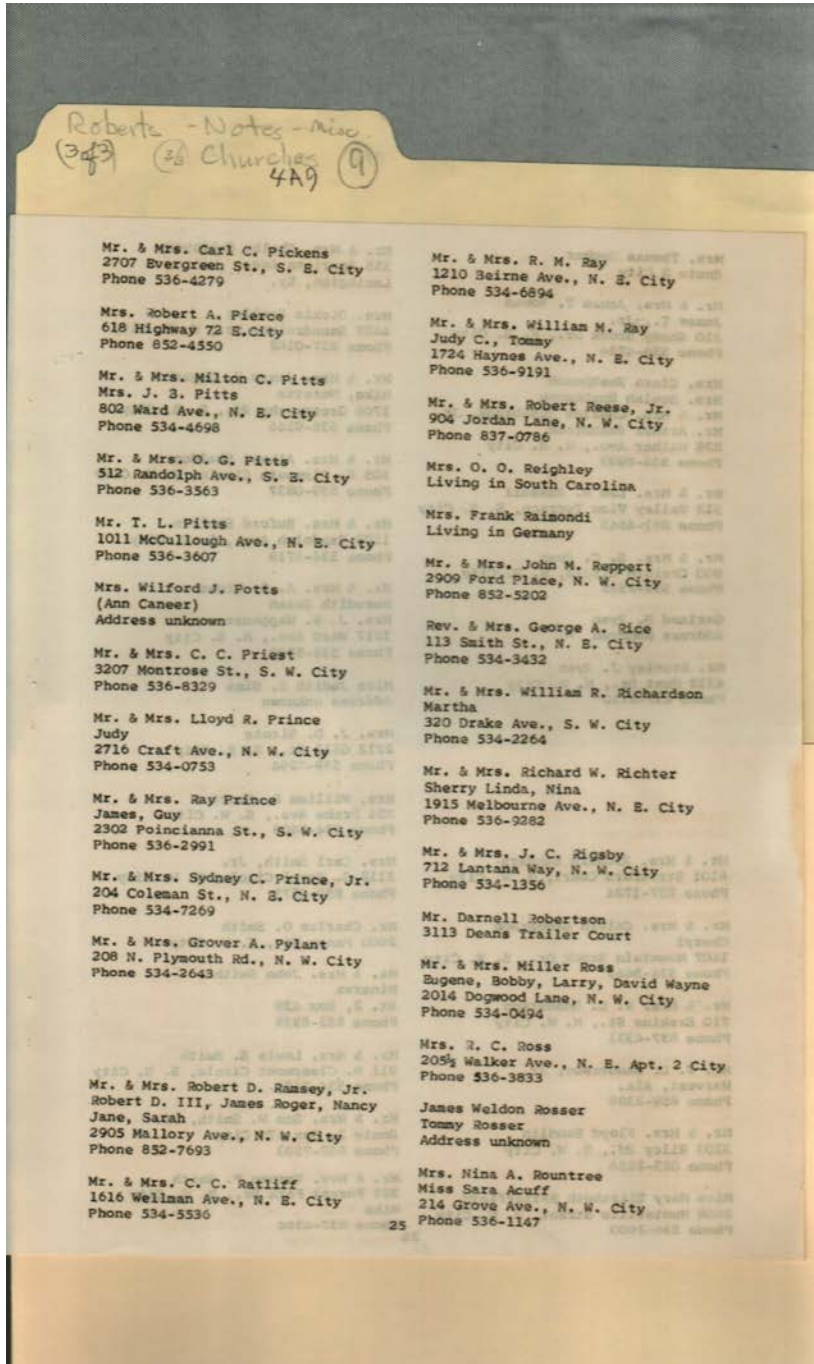 Roberts - Notes - Misc.
(3 of 3) Churches 9
4A9
Mr. & Mrs. Carl C. Pickens
2707 Evergreen St., S. E. City
Phone 536-4279
Mrs. Robert A. Pierce
618 Highway 72 E.City
Phone 852-4550
Mr. & Mrs. Milton C. Pitts
Mrs. J. B. Pitts
802 Ward Ave., N. E. City
Phone 534-4698
Mr. & Mrs. O. G. Pitts
512 Randolph Ave., S. E. City
Phone 536-3563
Mr. T. L. Pitts
1011 McCullough Ave., N. E. City
Phone 536-3607
Mrs. Wilford J. Potts
(Ann Caneer)
Address unknown
Mr. & Mrs. C. C. Priest
3207 Montrose St., S. W. City
Phone 536-8329
Mr. & Mrs. Lloyd R. Prince
Judy
2716 Craft Ave., N. W. City
Phone 534-0753
Mr. & Mrs. Ray Prince
James, Guy
2302 Poincianna St., S. W. City
Phone 536-2991
Mr. & Mrs. Sydney C. Prince, Jr.
204 Coleman St., N. E. City
Phone 534-7269
Mr. & Mrs. Grover A. Pylant
208 N. Plymouth Rd., N. W. City
Phone 534-2643
Mr. & Mrs. Robert D. Ramsey, Jr.
Robert D. III, James Roger, Nancy
Jane, Sarah
2905 Mallory Ave., N. W. City
Phone 852-7693
Mr. & Mrs. C. C. Ratliff
1616 Wellman Ave., N. E. City
Phone 534-5536
Mr. & Mrs. R. M. Ray
1210 Beirne Ave., N. E. City
Phone 534-6894
Mr. & Mrs. William M. Ray
Judy C., Tommy
1724 Haynes Ave., N. E. City
Phone 536-9191
Mr. & Mrs. Robert Reese, Jr.
904 Jordan Lane, N. W. City
Phone 837-0786
Mrs. O. O. Reighley
Living in South Carolina
Mrs. Frank Raimondi
Living in Germany
Mr. & Mrs. John M. Reppert
2909 Ford Place, N. W. City
Phone 852-5202
Rev. & Mrs. George A. Rice
113 Smith St., N. E. City
Phone 534-3432
Mr. & Mrs. William R. Richardson
Martha
320 Drake Ave., S. W. City
Phone 534-2264
Mr. & Mrs. Richard W. Richter
Sherry Linda, Nina
1915 Melbourne Ave., N. E. City
Phone 536-9282
Mr. & Mrs. J. C. Rigsby
712 Lantana Way, N. W. City
Phone 534-1356
Mr. Darnell Robertson
3113 Deans Trailer Court
Mr. & Mrs. Miller Ross
Eugene, Bobby, Larry, David Wayne
2014 Dogwood Lane, N. W. City
Phone 534-0494
Mrs. R. C. Ross
205½ Walker Ave., N. E. Apt. 2 City
Phone 536-3833
James Weldon Rosser
Tommy Rosser
Address unknown
Mrs. Nina A. Rountree
Miss Sara Acuff
214 Grove Ave., N. W. City
Phone 536-1147
25